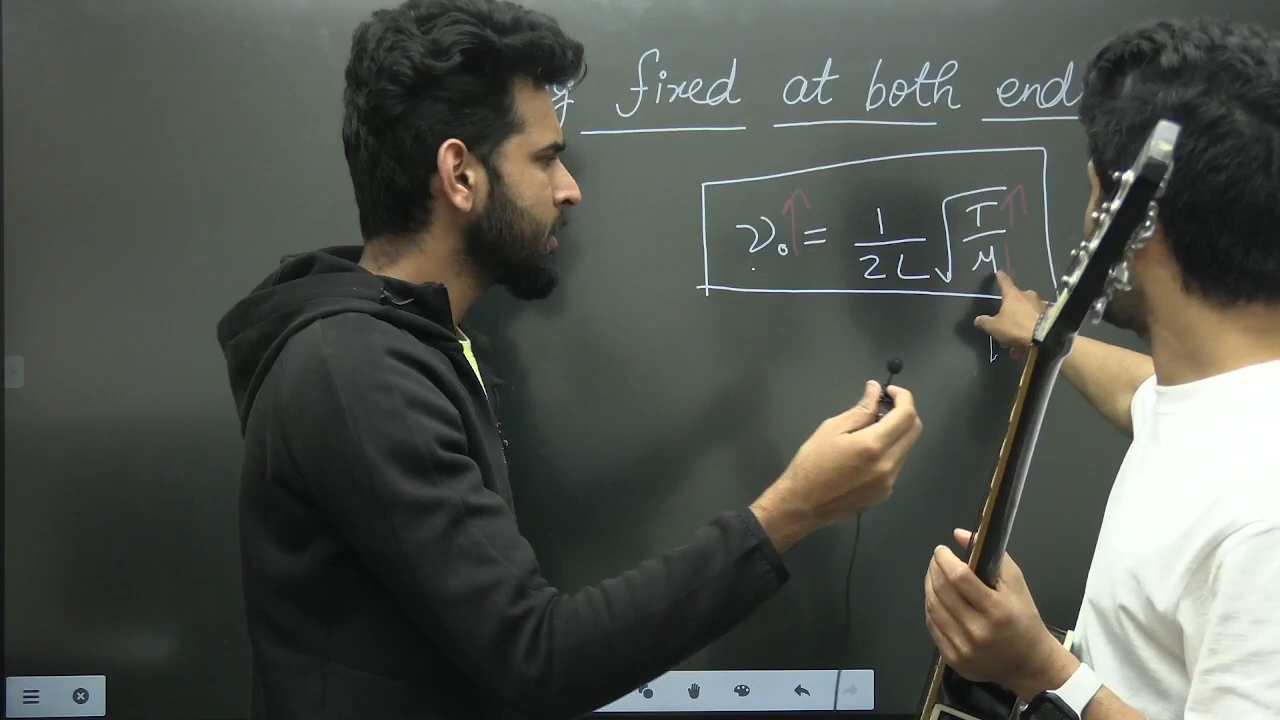 fixed at both end
ν₀ = 1/2L √T/μ